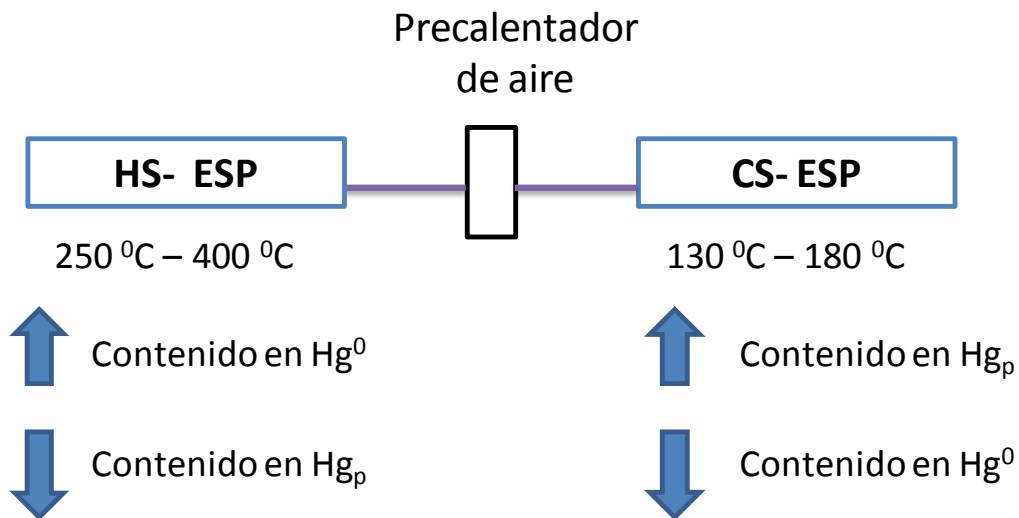 Precalentador
de aire
HS- ESP
CS- ESP
250 ⁰C – 400 ⁰C
130 ⁰C – 180 ⁰C
Contenido en Hg⁰
Contenido en Hgₚ
Contenido en Hgₚ
Contenido en Hg⁰